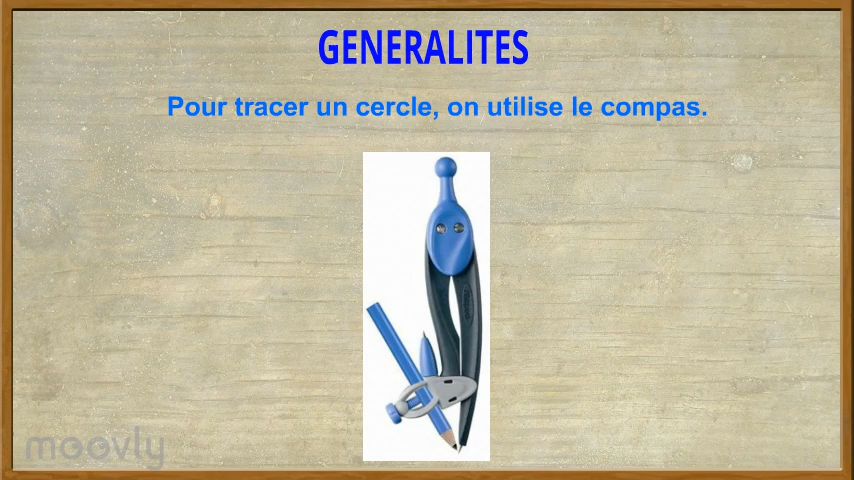 GENERALITES
Pour tracer un cercle, on utilise le compas.
moovly